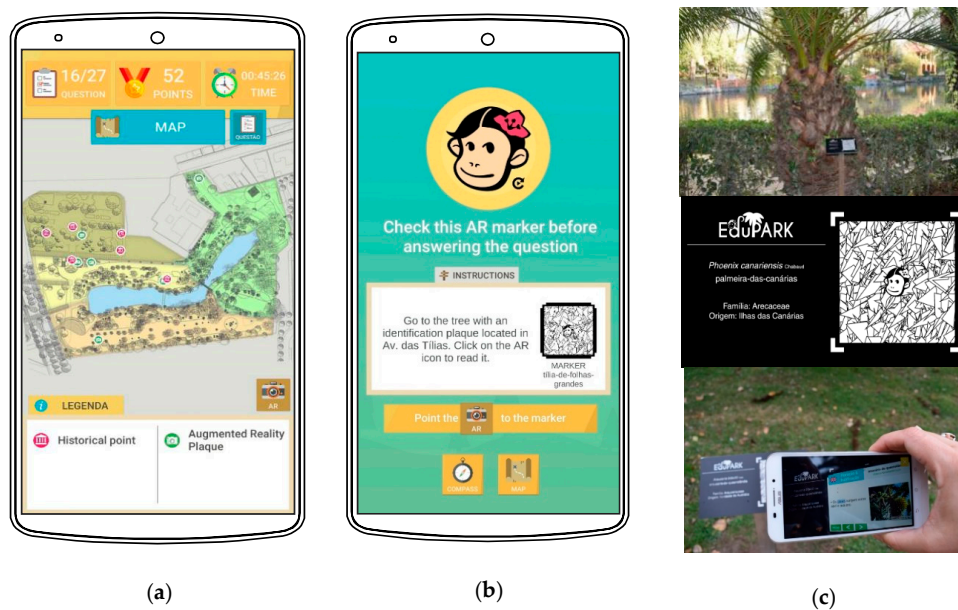 16/27
QUESTION
52
POINTS
00:45:26
TIME
MAP
QUESTÃO
AR
LEGENDA
Historical point
Augmented Reality
Plaque
(a)
Check this AR marker before
answering the question
INSTRUCTIONS
Go to the tree with an
identification plaque located in
Av. das Tílias. Click on the AR
icon to read it.
MARKER
tília-de-folhas-
grandes
Point the
AR
to the marker
COMPASS
MAP
(b)
EduPARK
Phoenix canariensis Chabaud
palmeira-das-canárias
Família: Arecaceae
Origem: Ilhas das Canárias
EduPARK
(c)